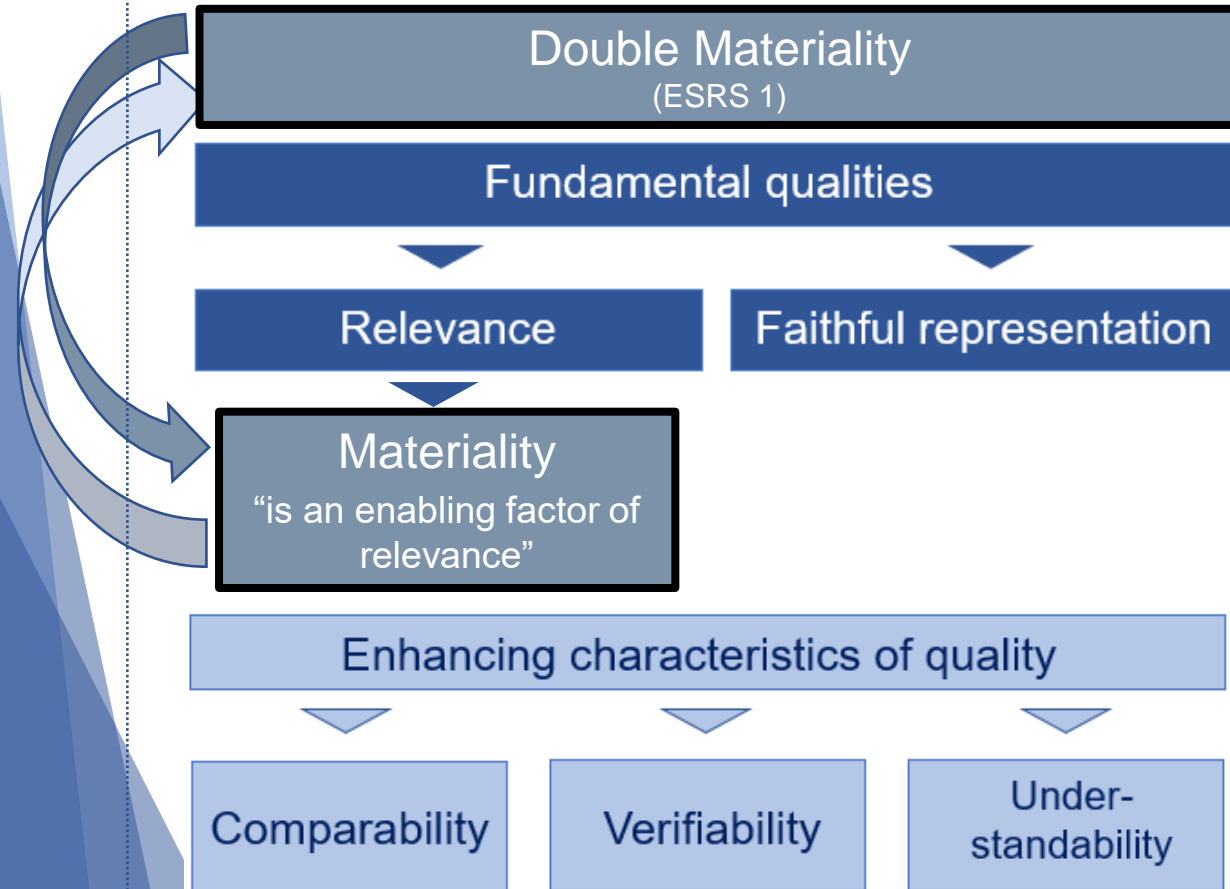 Double Materiality
(ESRS 1)
Fundamental qualities
Relevance
Faithful representation
Materiality
“is an enabling factor of
relevance”
Enhancing characteristics of quality
Comparability
Verifiability
Under-
standability